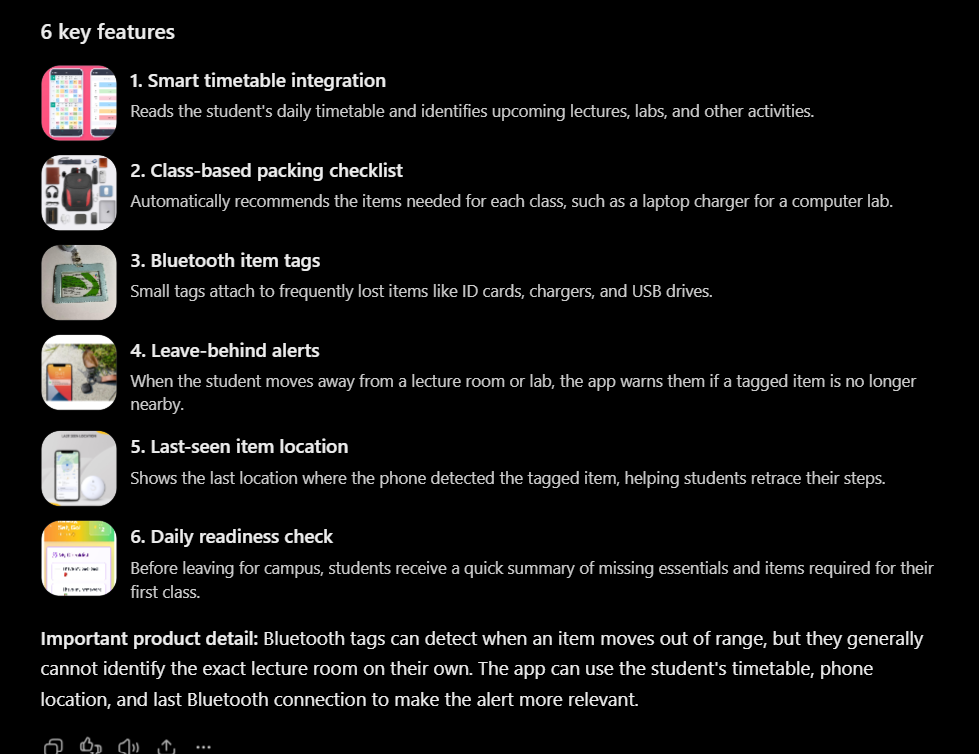 6 key features
1. Smart timetable integration
Reads the student's daily timetable and identifies upcoming lectures, labs, and other activities.
2. Class-based packing checklist
Automatically recommends the items needed for each class, such as a laptop charger for a computer lab.
3. Bluetooth item tags
Small tags attach to frequently lost items like ID cards, chargers, and USB drives.
4. Leave-behind alerts
When the student moves away from a lecture room or lab, the app warns them if a tagged item is no longer
nearby.
LAST SEEN LOCATION
5. Last-seen item location
Shows the last location where the phone detected the tagged item, helping students retrace their steps.
6. Daily readiness check
Before leaving for campus, students receive a quick summary of missing essentials and items required for their
first class.
Important product detail: Bluetooth tags can detect when an item moves out of range, but they generally
cannot identify the exact lecture room on their own. The app can use the student's timetable, phone
location, and last Bluetooth connection to make the alert more relevant.